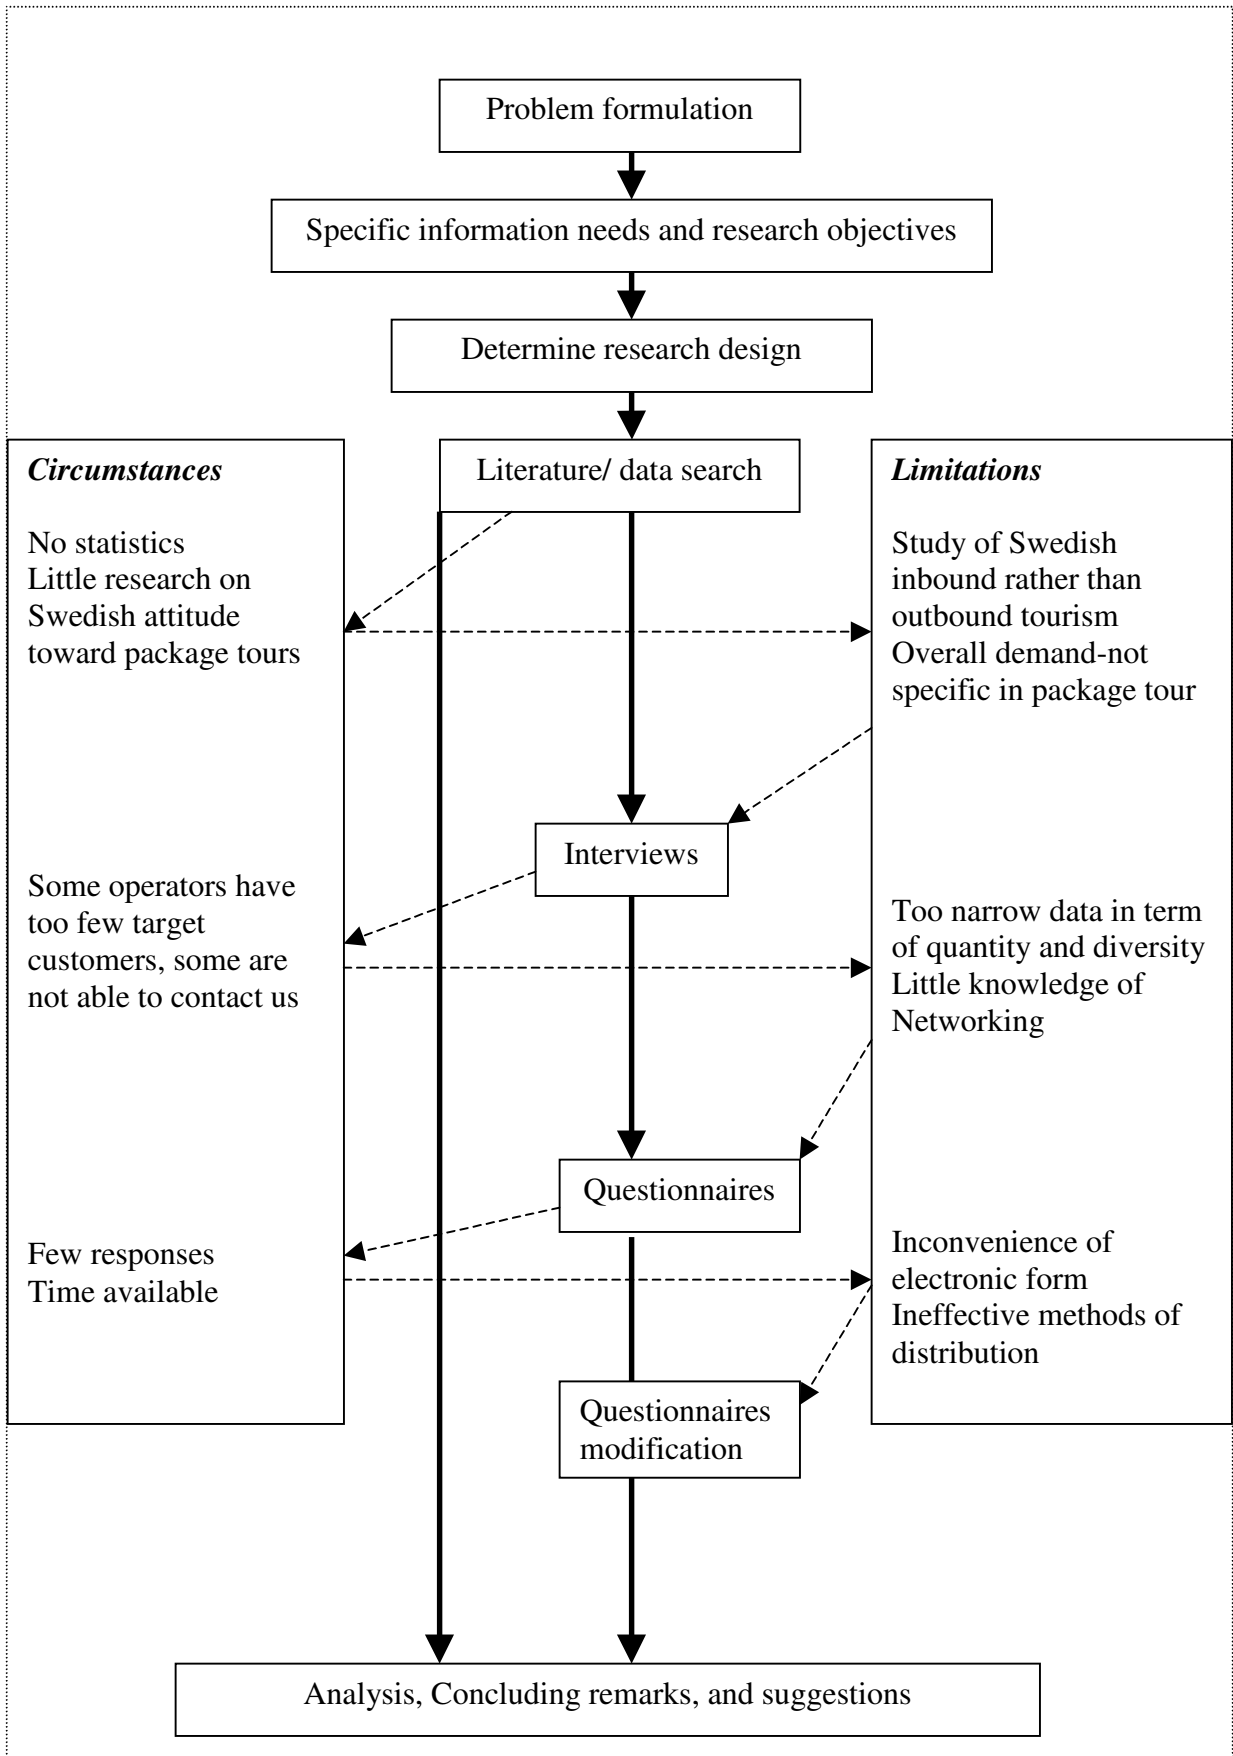 Problem formulation
Specific information needs and research objectives
Determine research design
Literature/ data search
Circumstances
No statistics
Little research on
Swedish attitude
toward package tours
Limitations
Study of Swedish
inbound rather than
outbound tourism
Overall demand-not
specific in package tour
Interviews
Some operators have
too few target
customers, some are
not able to contact us
Too narrow data in term
of quantity and diversity
Little knowledge of
Networking
Questionnaires
Few responses
Time available
Inconvenience of
electronic form
Ineffective methods of
distribution
Questionnaires
modification
Analysis, Concluding remarks, and suggestions